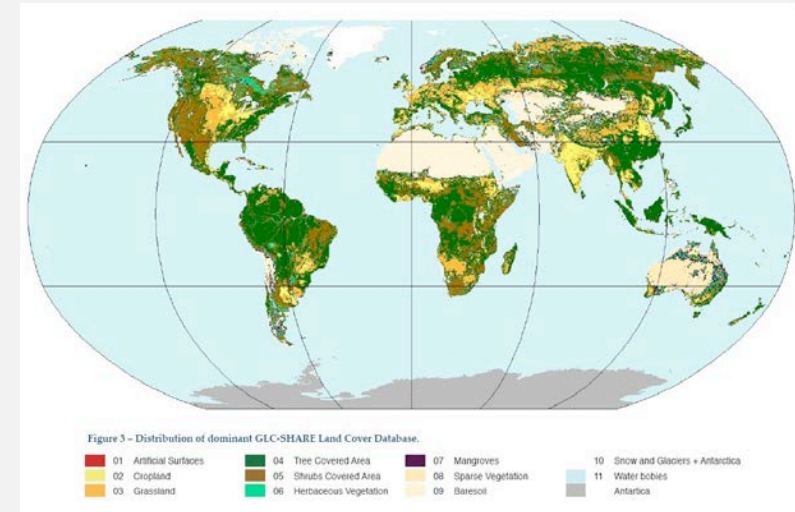 Figure 3 – Distribution of dominant GLC-SHARE Land Cover Database.
01 Artificial Surfaces
02 Cropland
03 Grassland
04 Tree Covered Area
05 Shrubs Covered Area
06 Herbaceous Vegetation
07 Mangroves
08 Sparse Vegetation
09 Baresoil
10 Snow and Glaciers + Antarctica
11 Water bobies
Antartica